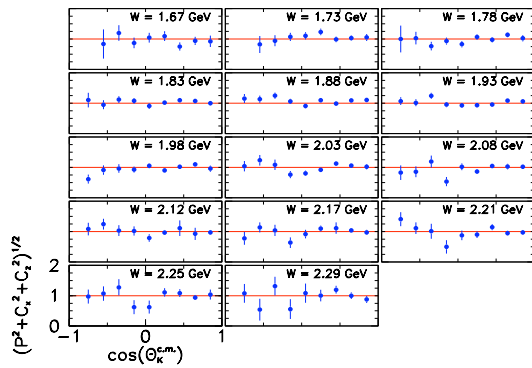 W = 1.67 GeV W = 1.73 GeV W = 1.78 GeV
W = 1.83 GeV W = 1.88 GeV W = 1.93 GeV
W = 1.98 GeV W = 2.03 GeV W = 2.08 GeV
W = 2.12 GeV W = 2.17 GeV W = 2.21 GeV
W = 2.25 GeV W = 2.29 GeV
(P²+Cₓ²+C_z²)^1/2
2
1
0
-1 0 1
cos(Θ_K^c.m.)